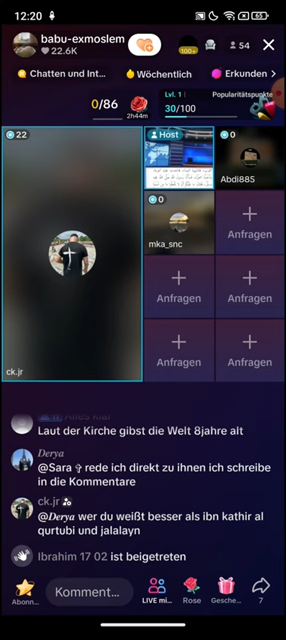 12:20
65
babu-exmoslem
22.6K
100+
54
Chatten und Int...
Wöchentlich
Erkunden
0/86
2h44m
Lvl. 1
Popularitätspunkte
30/100
22
Host
0
Abdi885
0
mka_snc
Anfragen
Anfragen
Anfragen
Anfragen
Anfragen
ck.jr
Laut der Kirche gibst die Welt 8jahre alt
Derya
@Sara ✞ rede ich direkt zu ihnen ich schreibe
in die Kommentare
ck.jr
@Derya wer du weißt besser als ibn kathir al
qurtubi und jalalayn
Ibrahim 17 02 ist beigetreten
Abonn...
Komment...
LIVE mi...
Rose
Gesche...
7